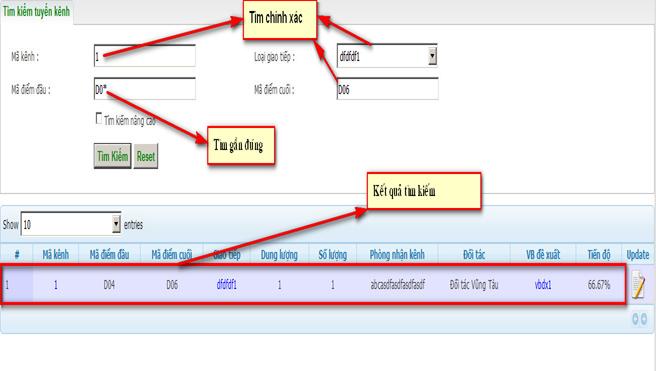 Tìm kiếm tuyến kênh
Tìm chính xác
Mã kênh :
1
Loại giao tiếp :
dfdfdf1
Mã điểm đầu :
D0*
Mã điểm cuối :
D06
Tìm kiếm nâng cao
Tìm gần đúng
Tìm Kiếm
Reset
Kết quả tìm kiếm
Show 10 entries
# Mã kênh Mã điểm đầu Mã điểm cuối Giao tiếp Dung lượng Số lượng Phòng nhận kênh Đối tác VB đề xuất Tiến độ Update
1 1 D04 D06 dfdfdf1 1 1 abcasdfasdfasdfasdf Đối tác Vũng Tàu vbdx1 66.67%